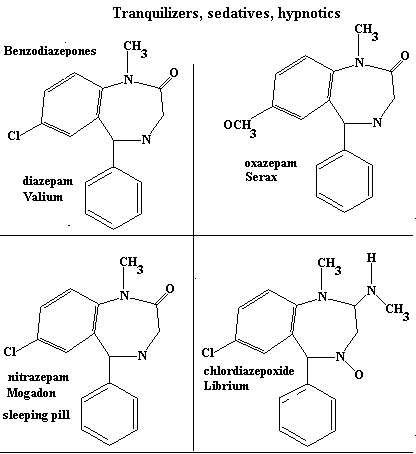 Tranquilizers, sedatives, hypnotics
Benzodiazepones
CH3
N
O
Cl
N
diazepam
Valium
CH3
N
O
OCH3
N
oxazepam
Serax
CH3
N
O
Cl
N
nitrazepam
Mogadon
sleeping pill
H
CH3
N
N
CH3
Cl
N
O
chlordiazepoxide
Librium